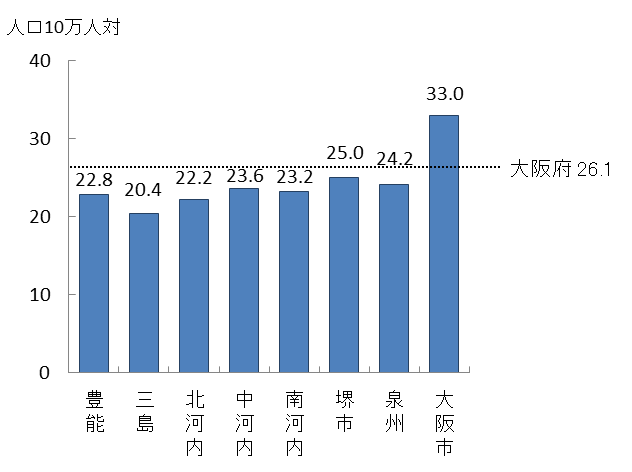 人口10万人対
40
30
20
10
0
22.8
20.4
22.2
23.6
23.2
25.0
24.2
33.0
大阪府 26.1
豊能
三島
北河内
中河内
南河内
堺市
泉州
大阪市